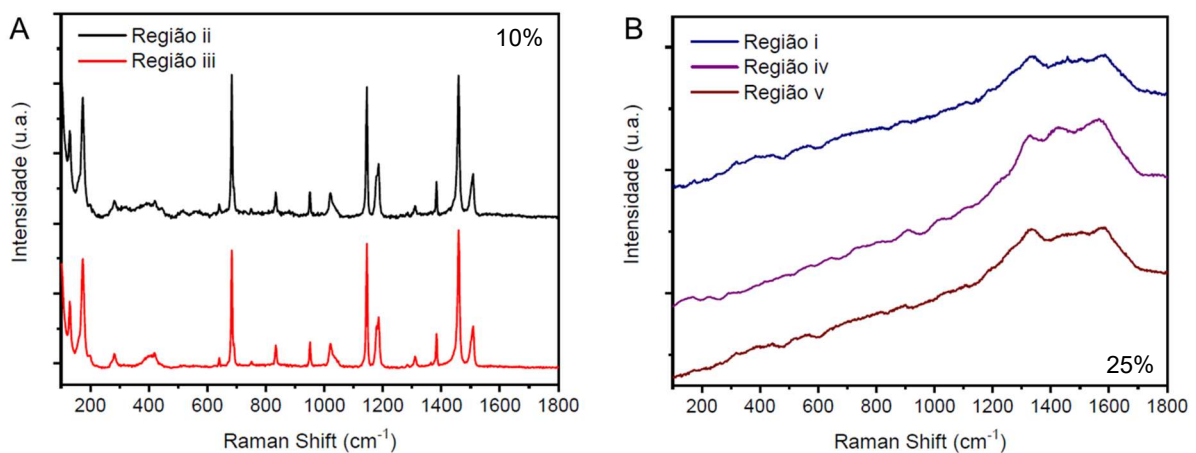 A
Região ii
Região iii
10%
Intensidade (u.a.)
200 400 600 800 1000 1200 1400 1600 1800
Raman Shift (cm⁻¹)
B
Região i
Região iv
Região v
25%
Intensidade (u.a.)
200 400 600 800 1000 1200 1400 1600 1800
Raman Shift (cm⁻¹)